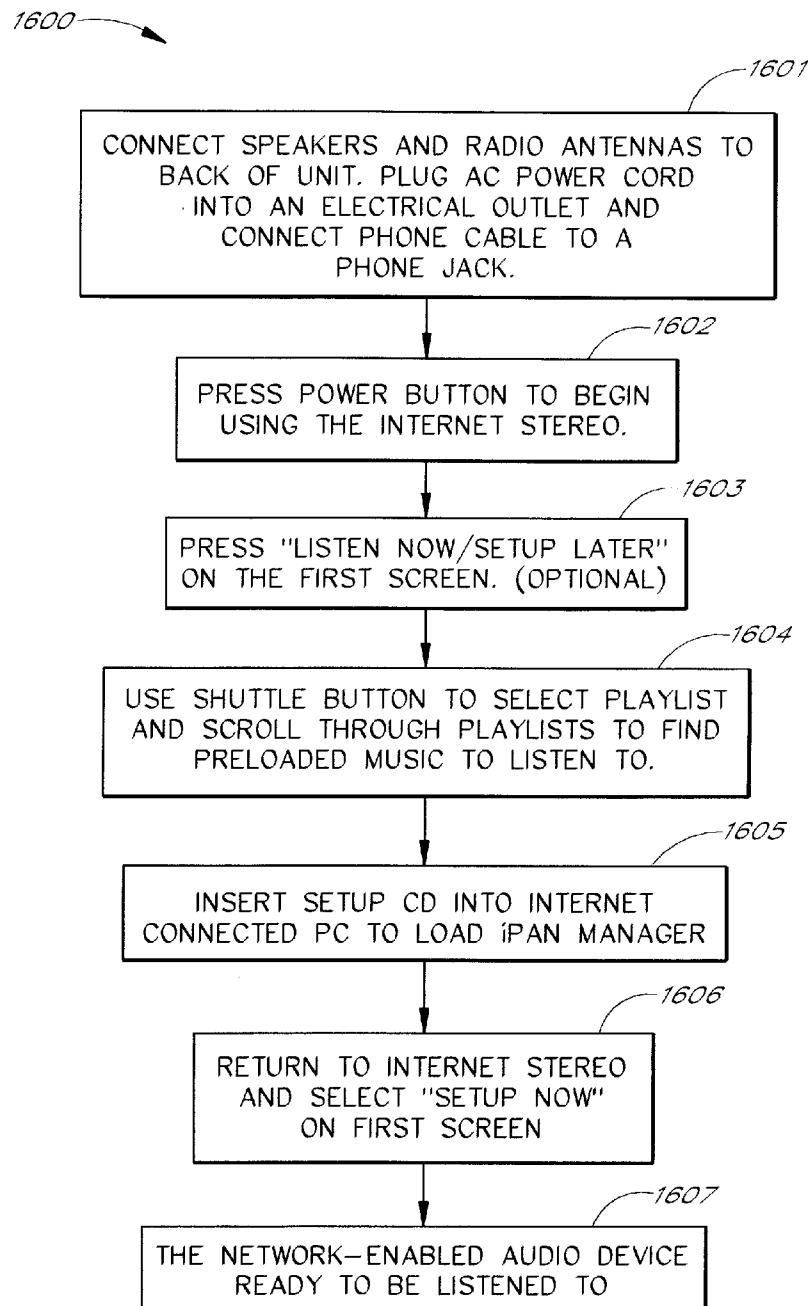 1600
1601
CONNECT SPEAKERS AND RADIO ANTENNAS TO
BACK OF UNIT. PLUG AC POWER CORD
INTO AN ELECTRICAL OUTLET AND
CONNECT PHONE CABLE TO A
PHONE JACK.
1602
PRESS POWER BUTTON TO BEGIN
USING THE INTERNET STEREO.
1603
PRESS "LISTEN NOW/SETUP LATER"
ON THE FIRST SCREEN. (OPTIONAL)
1604
USE SHUTTLE BUTTON TO SELECT PLAYLIST
AND SCROLL THROUGH PLAYLISTS TO FIND
PRELOADED MUSIC TO LISTEN TO.
1605
INSERT SETUP CD INTO INTERNET
CONNECTED PC TO LOAD iPAN MANAGER
1606
RETURN TO INTERNET STEREO
AND SELECT "SETUP NOW"
ON FIRST SCREEN
1607
THE NETWORK-ENABLED AUDIO DEVICE
READY TO BE LISTENED TO